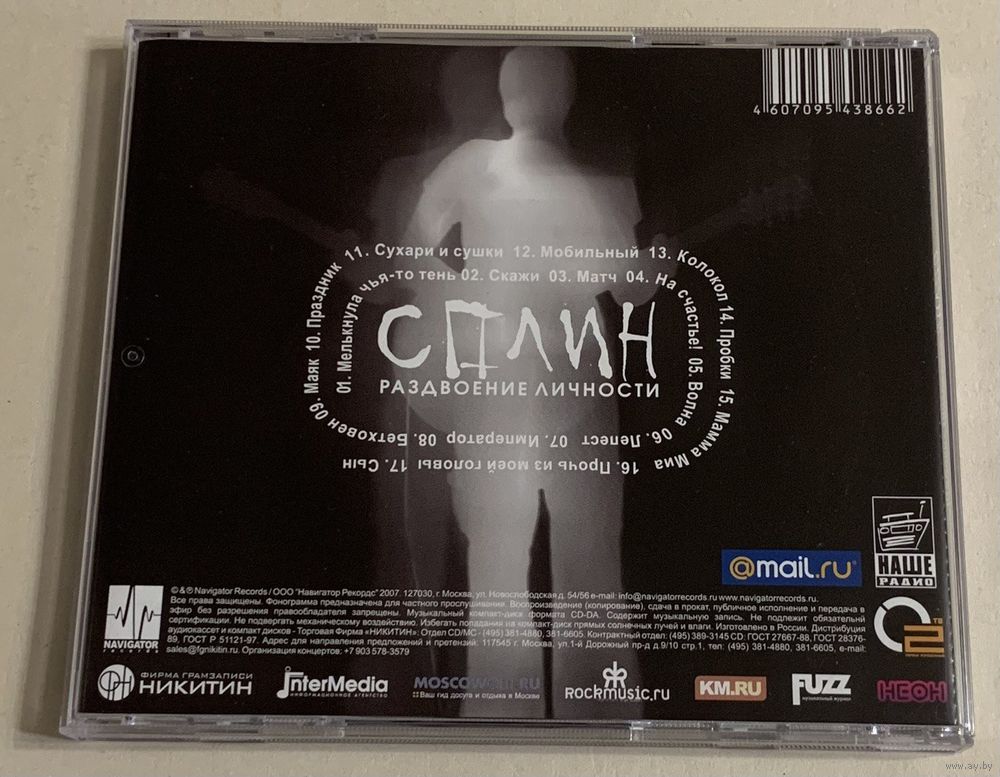 4 607095 438662
01. Мелькнула чья-то тень 02. Скажи 03. Матч 04. На счастье! 05. Волна 06. Лепест 07. Император 08. Бетховен 09. Маяк 10. Праздник 11. Сухари и сушки 12. Мобильный 13. Колокол 14. Пробки 15. Мамма Миа 16. Прочь из моей головы 17. Сын
СПЛИН
РАЗДВОЕНИЕ ЛИЧНОСТИ
@mail.ru
НАШЕ
РАДИО
О2ТВ
NAVIGATOR
records
© & ℗ Navigator Records / ООО "Навигатор Рекордс" 2007. 127030, г. Москва, ул. Новослободская д. 54/56 e-mail: info@navigatorrecords.ru www.navigatorrecords.ru.
Все права защищены. Фонограмма предназначена для частного прослушивания. Воспроизведение (копирование), сдача в прокат, публичное исполнение и передача в
эфир без разрешения правообладателя запрещены. Музыкальный компакт-диск формата CD-DA. Содержит музыкальную запись. Не подлежит обязательной
сертификации. Не подвергать механическому воздействию. Избегать попадания на компакт-диск прямых солнечных лучей и влаги. Изготовлено в России. Дистрибуция
аудиокассет и компакт дисков - Торговая Фирма «НИКИТИН»: Отдел CD/MC - (495) 381-4880, 381-6605. Контрактный отдел: (495) 389-3145 CD: ГОСТ 27667-88, ГОСТ 28376-
89, ГОСТ Р 51121-97. Адрес для направления предложений и претензий: 117545 г. Москва, ул.1-й Дорожный пр-д д.9/10 стр.1, тел: (495) 381-4880, 381-6605, e-mail:
sales@fgnikitin.ru. Организация концертов: +7 903 578-3579
ФИРМА ГРАМЗАПИСИ
НИКИТИН
InterMedia
ИНФОРМАЦИОННОЕ АГЕНТСТВО
MOSCOWOUT.RU
Ваш гид досуга и отдыха в Москве
ROCKmusic.ru
KM.RU
FUZZ
музыкальный журнал
НЕОН
www.ay.by